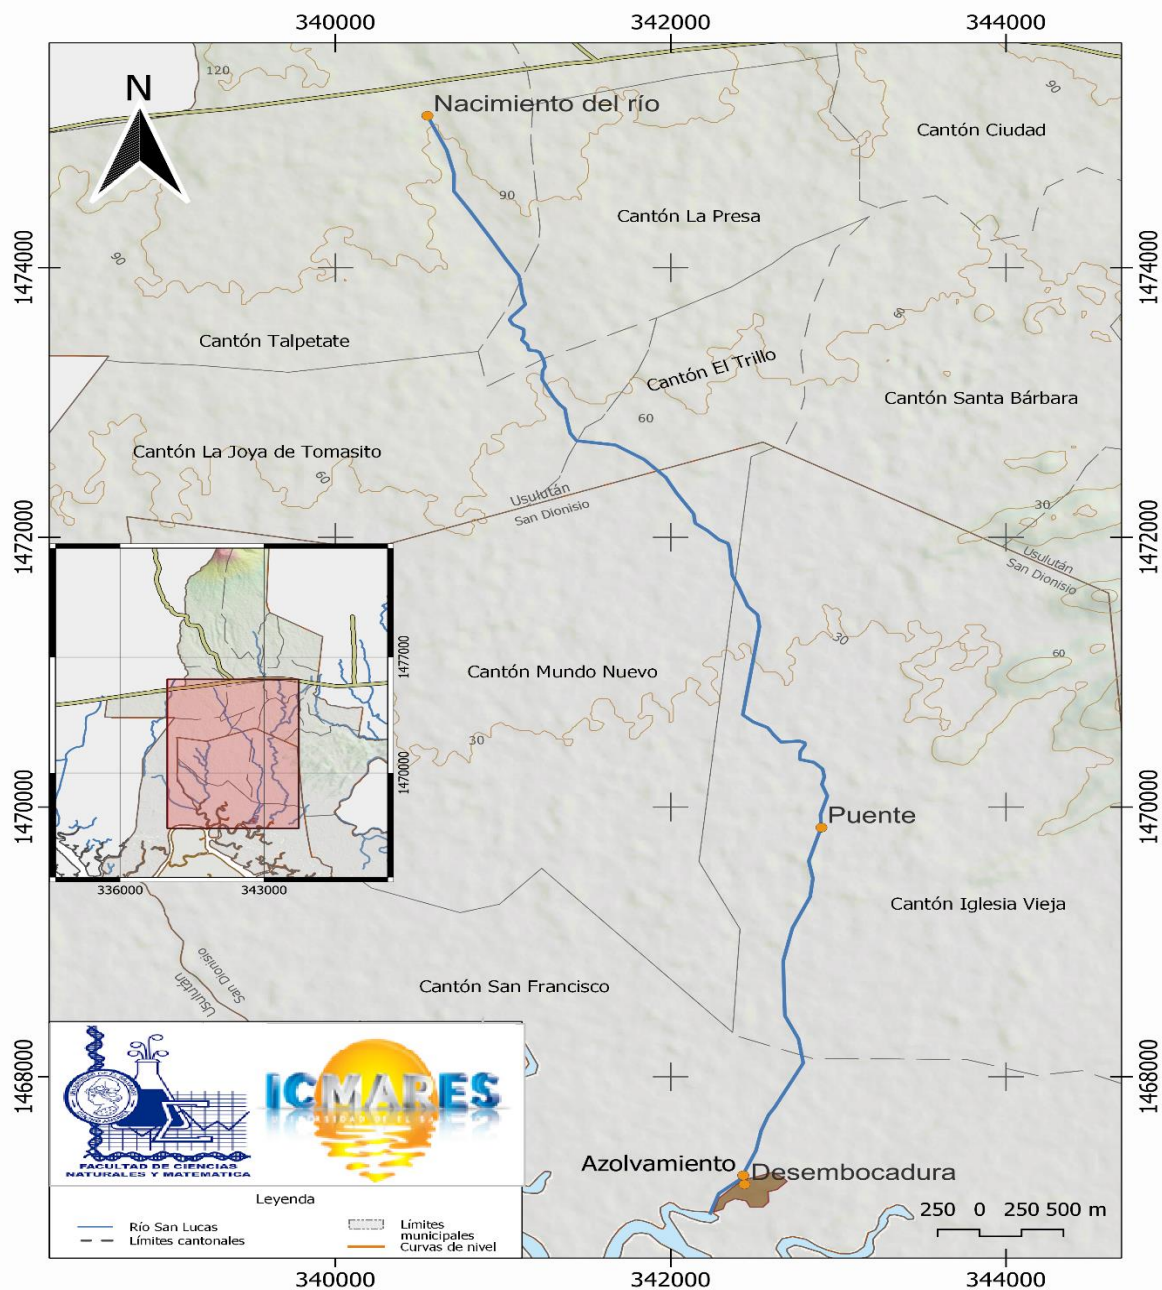 340000
342000
344000
120
N
Nacimiento del río
90
Cantón Ciudad
90
Cantón La Presa
1474000
90
1474000
60
Cantón Talpetate
Cantón El Trillo
Cantón Santa Bárbara
60
Cantón La Joya de Tomasito
60
Usulután
San Dionisio
30
1472000
Usulután
San Dionisio
1472000
30
60
1477000
Cantón Mundo Nuevo
30
1470000
1470000
Puente
1470000
336000
343000
Cantón Iglesia Vieja
San Dionisio
Usulután
Cantón San Francisco
1468000
1468000
ICMARES
FACULTAD DE CIENCIAS
NATURALES Y MATEMATICA
Azolvamiento
Desembocadura
Leyenda
Río San Lucas
Límites cantonales
Límites
municipales
Curvas de nivel
250 0 250 500 m
340000
342000
344000